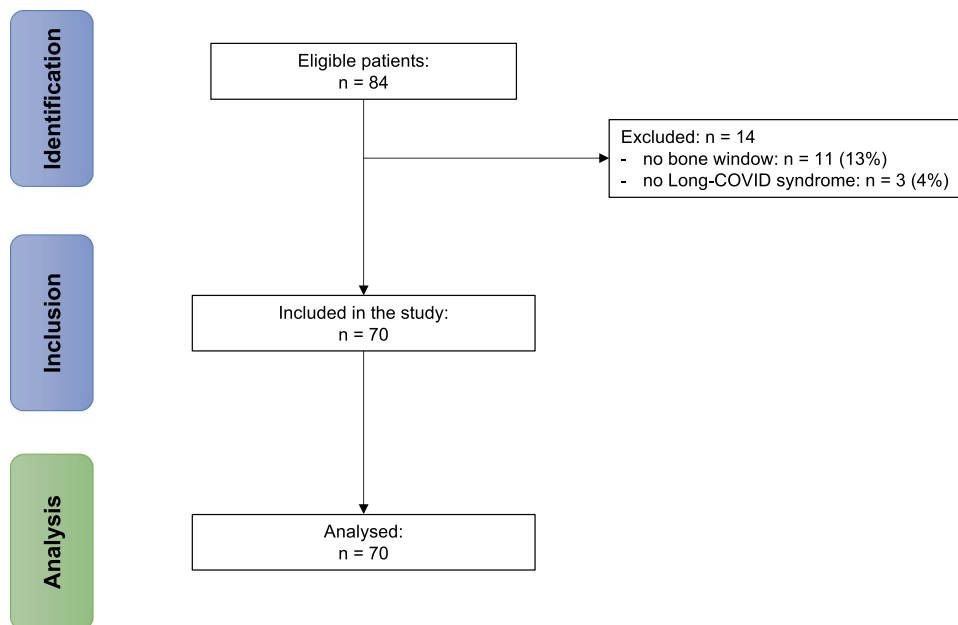 Identification
Eligible patients:
n = 84
Excluded: n = 14
- no bone window: n = 11 (13%)
- no Long-COVID syndrome: n = 3 (4%)
Inclusion
Included in the study:
n = 70
Analysis
Analysed:
n = 70